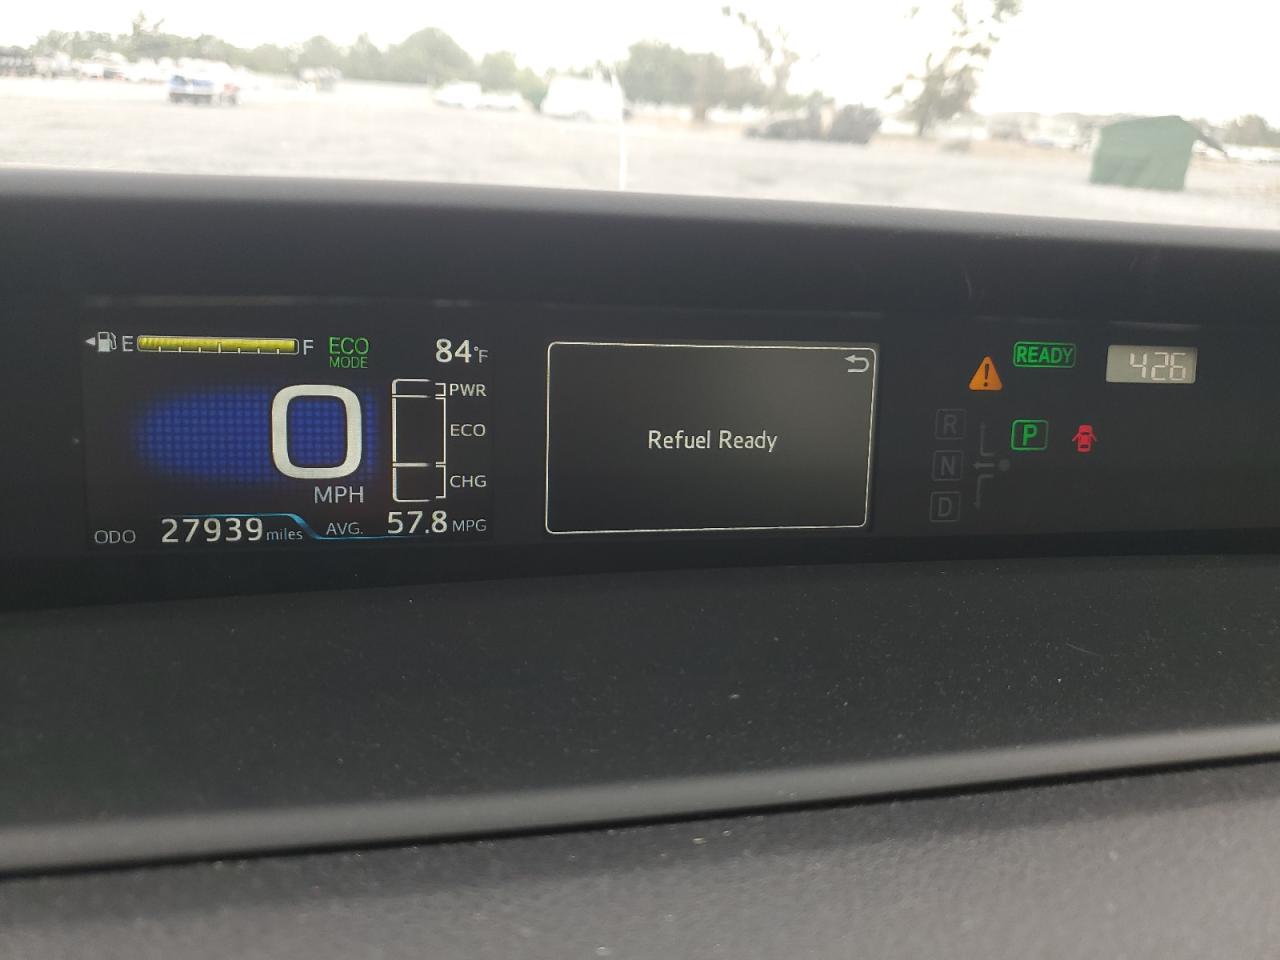 E F ECO
MODE
84°F
PWR
0 ECO
MPH CHG
ODO 27939 miles AVG. 57.8 MPG
Refuel Ready
READY 426
R
P
N
D